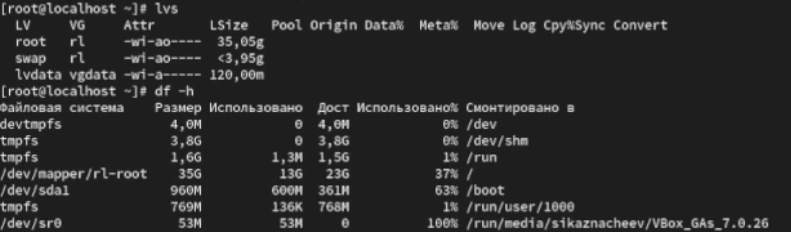 [root@localhost ~]# lvs
  LV     VG     Attr       LSize   Pool Origin Data%  Meta%  Move Log Cpy%Sync Convert
  root   rl     -wi-ao----  35,05g
  swap   rl     -wi-ao----  <3,95g
  lvdata vgdata -wi-a----- 120,00m
[root@localhost ~]# df -h
Файловая система    Размер Использовано  Дост Использовано% Смонтировано в
devtmpfs              4,0M            0  4,0M            0% /dev
tmpfs                 3,8G            0  3,8G            0% /dev/shm
tmpfs                 1,6G         1,3M  1,5G            1% /run
/dev/mapper/rl-root    35G          13G   23G           37% /
/dev/sda1             960M         600M  361M           63% /boot
tmpfs                 769M         136K  768M            1% /run/user/1000
/dev/sr0               53M          53M     0          100% /run/media/sikaznacheev/VBox_GAs_7.0.26